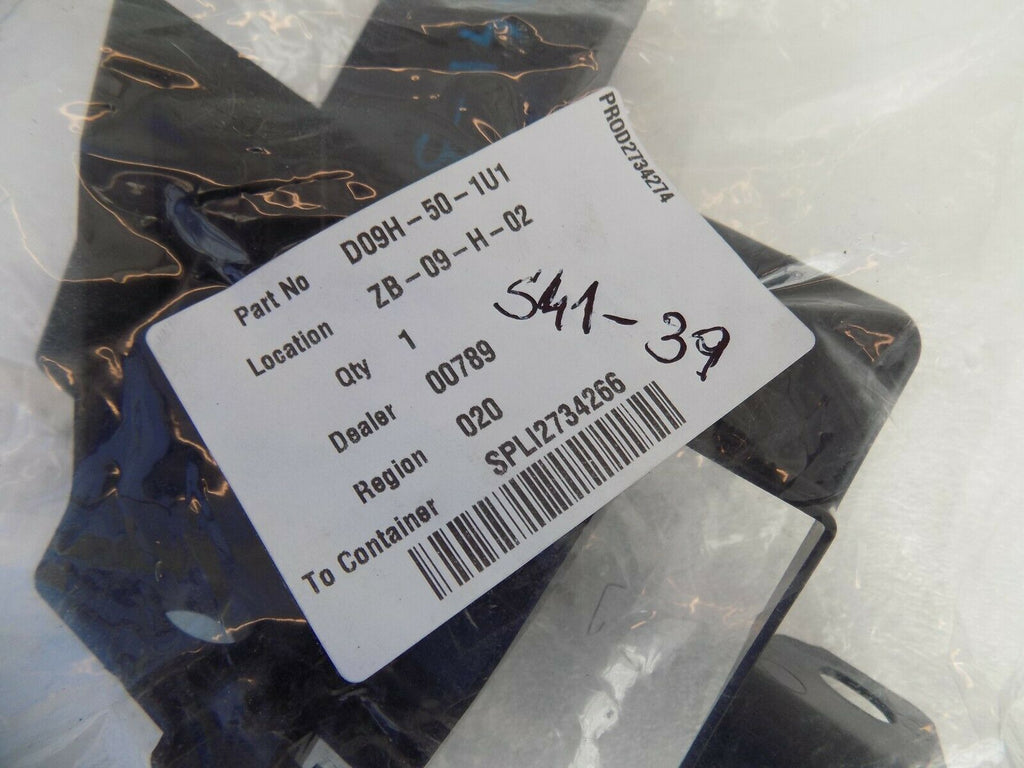 PROD2734274
Part No D09H-50-1U1
Location ZB-09-H-02
Qty 1
Dealer 00789
Region 020
To Container SPLI2734266
S41-39